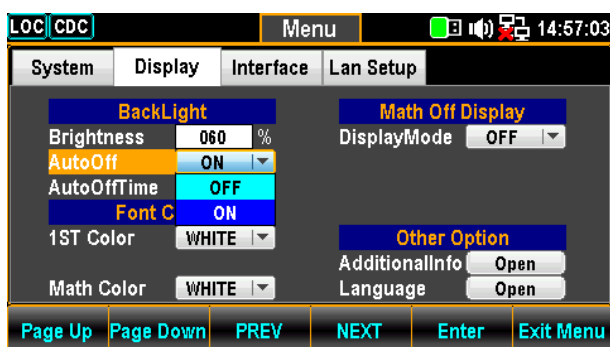 LOC CDC Menu 14:57:03
System Display Interface Lan Setup
BackLight Math Off Display
Brightness 060 % DisplayMode OFF
AutoOff ON
AutoOffTime OFF
Font C ON
1ST Color WHITE Other Option
AdditionalInfo Open
Math Color WHITE Language Open
Page Up Page Down PREV NEXT Enter Exit Menu